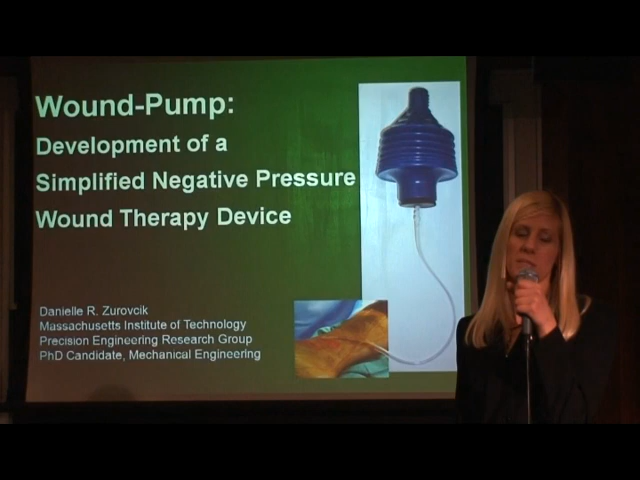 Wound-Pump:
Development of a
Simplified Negative Pressure
Wound Therapy Device
Danielle R. Zurovcik
Massachusetts Institute of Technology
Precision Engineering Research Group
PhD Candidate, Mechanical Engineering